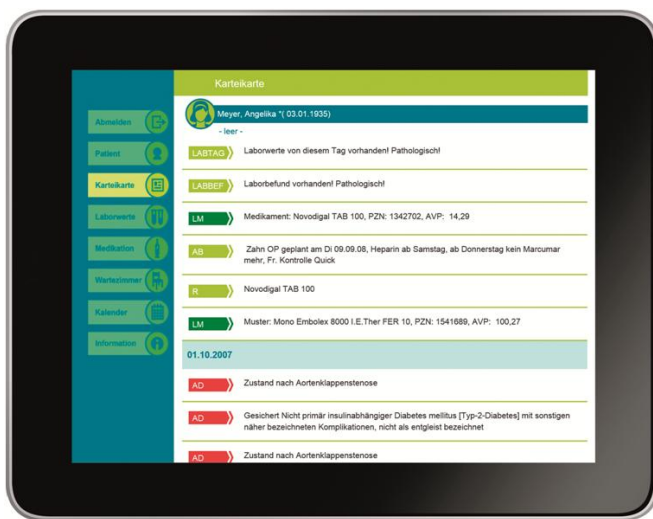 Karteikarte
Meyer, Angelika *( 03.01.1935)
- leer -
Abmelden
Patient
Karteikarte
Laborwerte
Medikation
Wartezimmer
Kalender
Information
LABTAG
Laborwerte von diesem Tag vorhanden! Pathologisch!
LABBEF
Laborbefund vorhanden! Pathologisch!
LM
Medikament: Novodigal TAB 100, PZN: 1342702, AVP: 14,29
AB
Zahn OP geplant am Di 09.09.08, Heparin ab Samstag, ab Donnerstag kein Marcumar
mehr, Fr. Kontrolle Quick
R
Novodigal TAB 100
LM
Muster: Mono Embolex 8000 I.E.Ther FER 10, PZN: 1541689, AVP: 100,27
01.10.2007
AD
Zustand nach Aortenklappenstenose
AD
Gesichert Nicht primär insulinabhängiger Diabetes mellitus [Typ-2-Diabetes] mit sonstigen
näher bezeichneten Komplikationen, nicht als entgleist bezeichnet
AD
Zustand nach Aortenklappenstenose